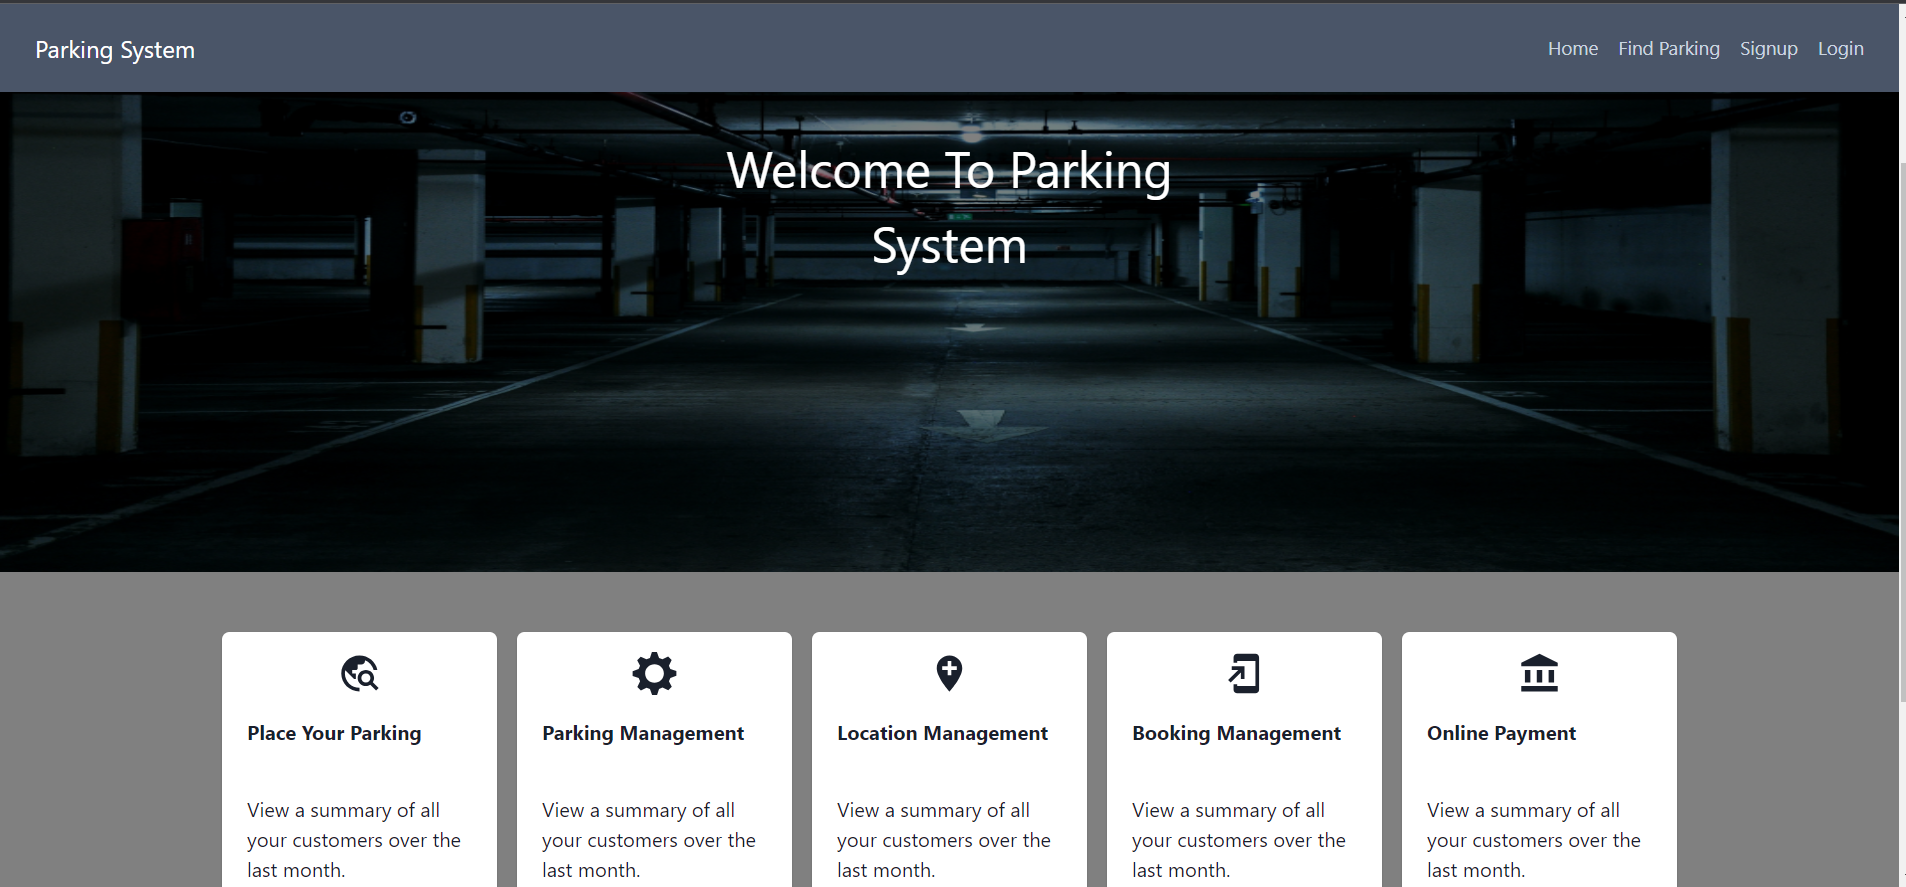 Parking System
Home Find Parking Signup Login
Welcome To Parking
System
Place Your Parking
View a summary of all
your customers over the
last month.
Parking Management
View a summary of all
your customers over the
last month.
Location Management
View a summary of all
your customers over the
last month.
Booking Management
View a summary of all
your customers over the
last month.
Online Payment
View a summary of all
your customers over the
last month.